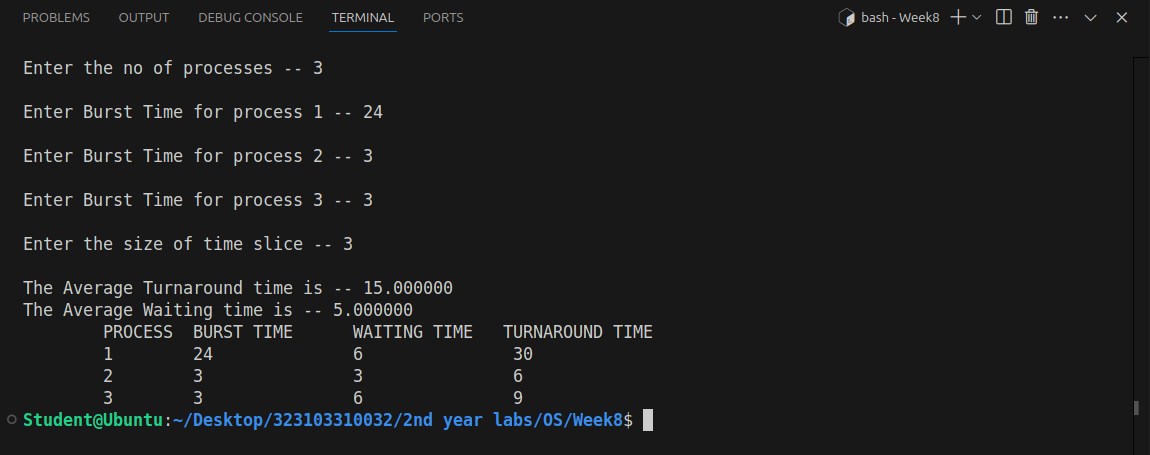 PROBLEMS OUTPUT DEBUG CONSOLE TERMINAL PORTS bash - Week8
Enter the no of processes -- 3
Enter Burst Time for process 1 -- 24
Enter Burst Time for process 2 -- 3
Enter Burst Time for process 3 -- 3
Enter the size of time slice -- 3
The Average Turnaround time is -- 15.000000
The Average Waiting time is -- 5.000000
PROCESS BURST TIME WAITING TIME TURNAROUND TIME
1 24 6 30
2 3 3 6
3 3 6 9
Student@Ubuntu:~/Desktop/323103310032/2nd year labs/OS/Week8$